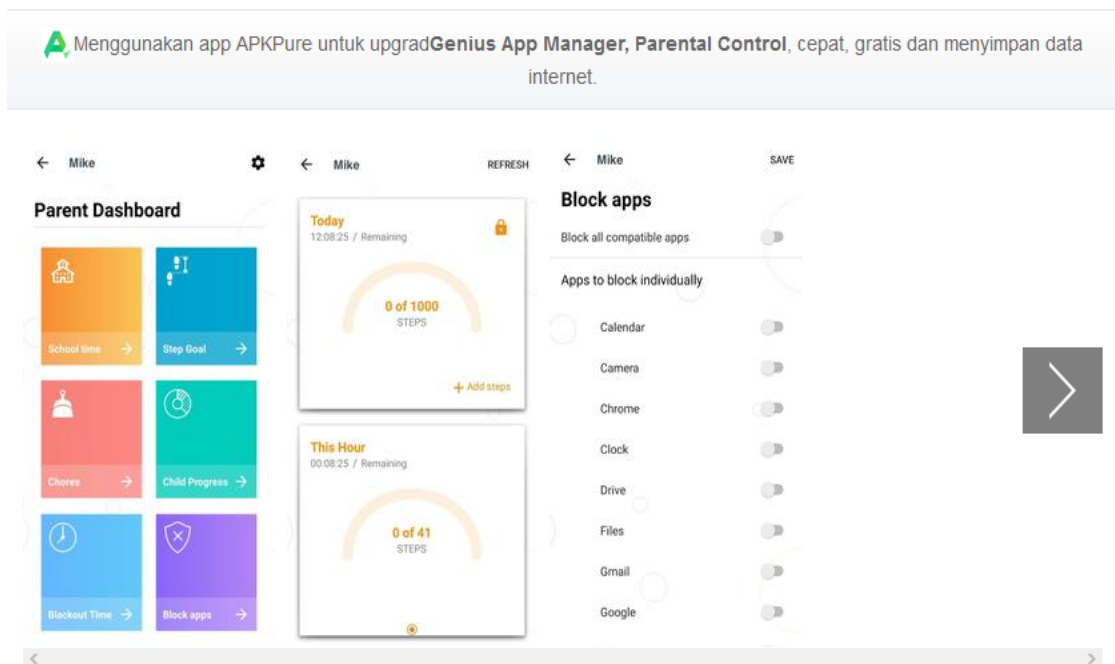 Menggunakan app APKPure untuk upgradGenius App Manager, Parental Control, cepat, gratis dan menyimpan data
internet.
Mike
Parent Dashboard
School time
Step Goal
Chores
Child Progress
Blackout Time
Block apps
Mike
REFRESH
Today
12:08:25 / Remaining
0 of 1000
STEPS
+ Add steps
This Hour
00:08:25 / Remaining
0 of 41
STEPS
Mike
SAVE
Block apps
Block all compatible apps
Apps to block individually
Calendar
Camera
Chrome
Clock
Drive
Files
Gmail
Google